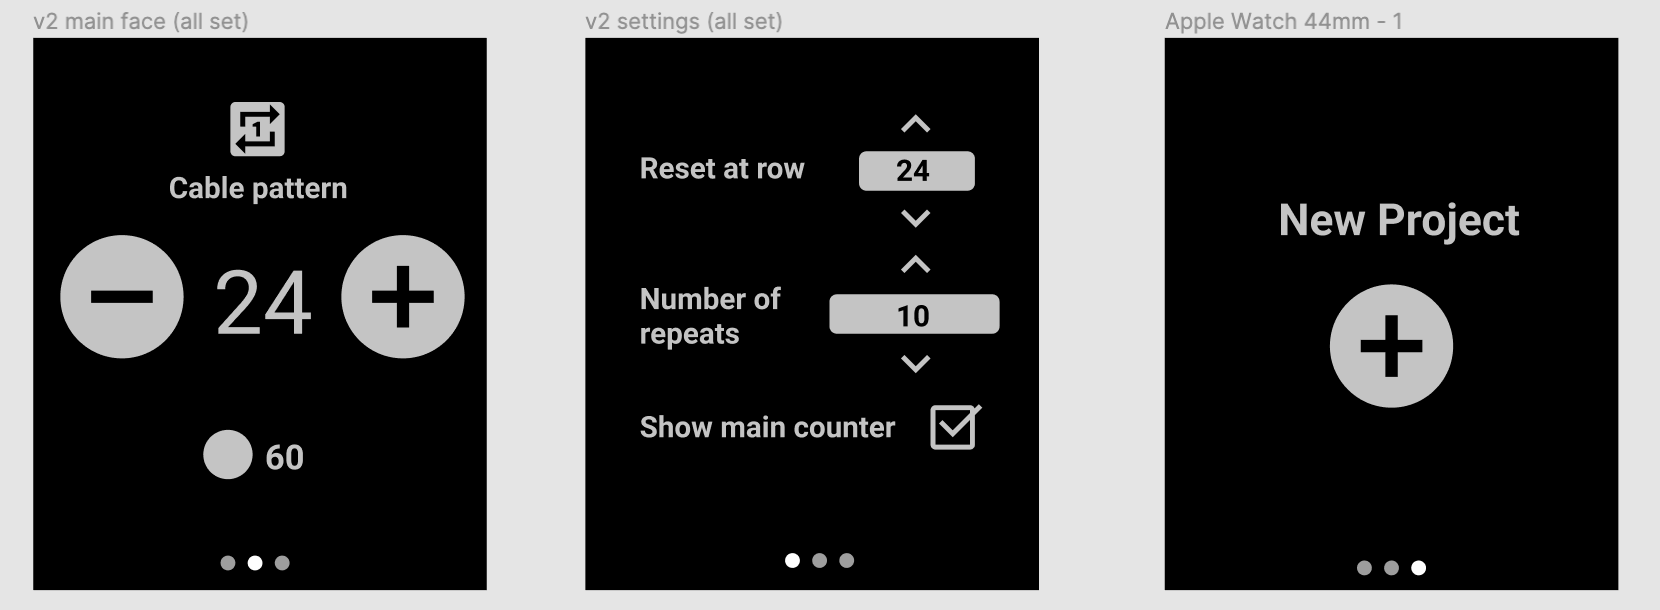 v2 main face (all set)
1
Cable pattern
24
60
v2 settings (all set)
Reset at row
24
Number of
repeats
10
Show main counter
Apple Watch 44mm - 1
New Project